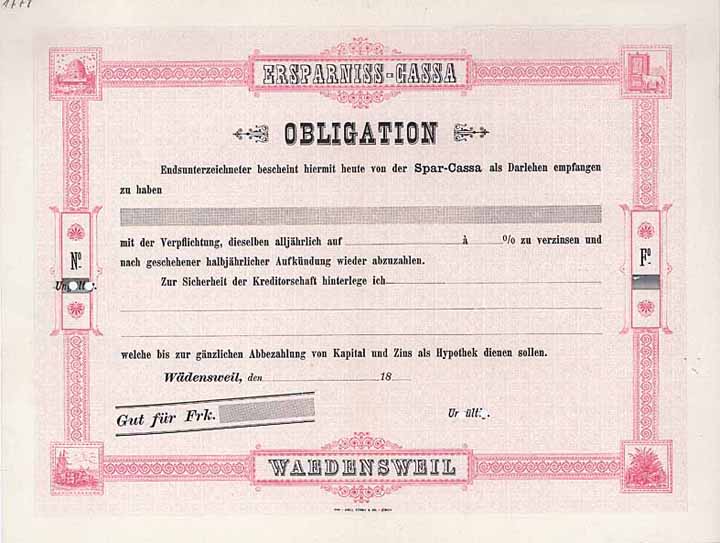 ERSPARNISS-CASSA
OBLIGATION
Endsunterzeichneter bescheint hiermit heute von der Spar-Cassa als Darlehen empfangen
zu haben
mit der Verpflichtung, dieselben alljährlich auf à % zu verzinsen und
nach geschehener halbjährlicher Aufkündung wieder abzuzahlen.
Zur Sicherheit der Kreditorschaft hinterlege ich
welche bis zur gänzlichen Abbezahlung von Kapital und Zins als Hypothek dienen sollen.
Wädensweil, den 18
Gut für Frk.
No
Fo
WAEDENSWEIL